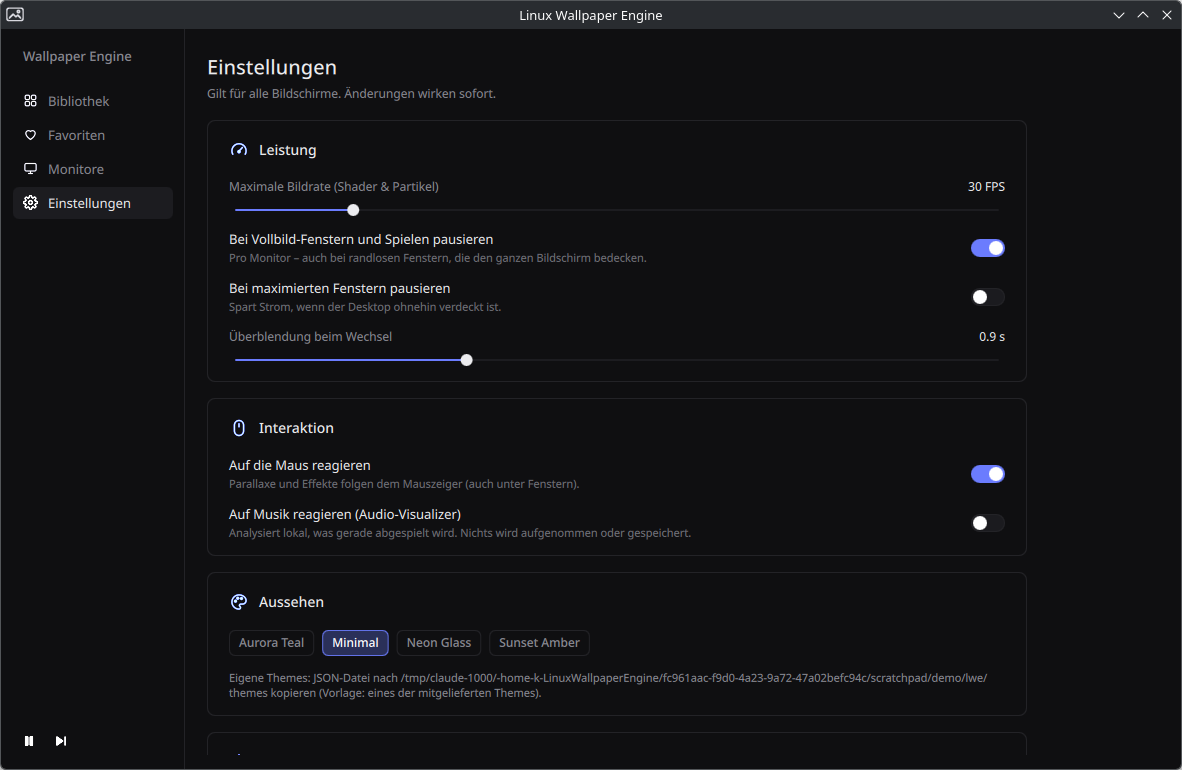 Linux Wallpaper Engine
Wallpaper Engine
Bibliothek
Favoriten
Monitore
Einstellungen
Einstellungen
Gilt für alle Bildschirme. Änderungen wirken sofort.
Leistung
Maximale Bildrate (Shader & Partikel)
30 FPS
Bei Vollbild-Fenstern und Spielen pausieren
Pro Monitor – auch bei randlosen Fenstern, die den ganzen Bildschirm bedecken.
Bei maximierten Fenstern pausieren
Spart Strom, wenn der Desktop ohnehin verdeckt ist.
Überblendung beim Wechsel
0.9 s
Interaktion
Auf die Maus reagieren
Parallaxe und Effekte folgen dem Mauszeiger (auch unter Fenstern).
Auf Musik reagieren (Audio-Visualizer)
Analysiert lokal, was gerade abgespielt wird. Nichts wird aufgenommen oder gespeichert.
Aussehen
Aurora Teal
Minimal
Neon Glass
Sunset Amber
Eigene Themes: JSON-Datei nach /tmp/claude-1000/-home-k-LinuxWallpaperEngine/fc961aac-f9d0-4a23-9a72-47a02befc94c/scratchpad/demo/lwe/
themes kopieren (Vorlage: eines der mitgelieferten Themes).